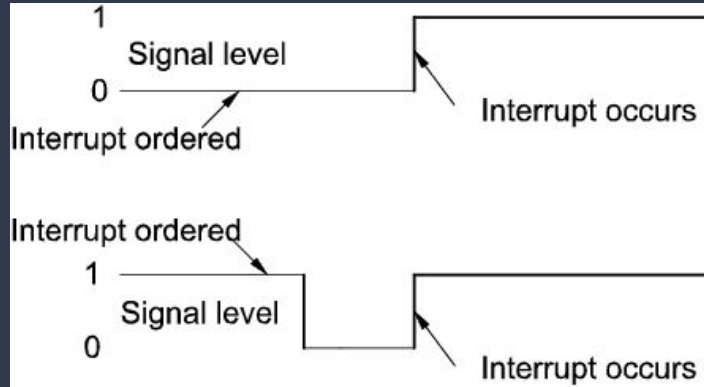 1
Signal level
0
Interrupt occurs
Interrupt ordered
Interrupt ordered
1
Signal level
0
Interrupt occurs